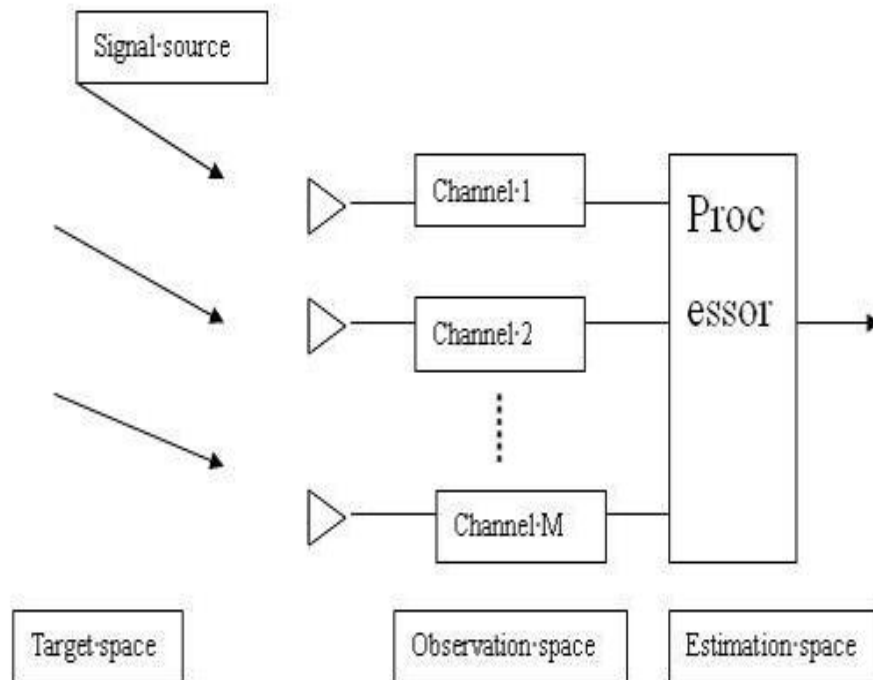 Signal·source
Channel·1
Proc
essor
Channel·2
Channel·M
Target·space
Observation·space
Estimation·space